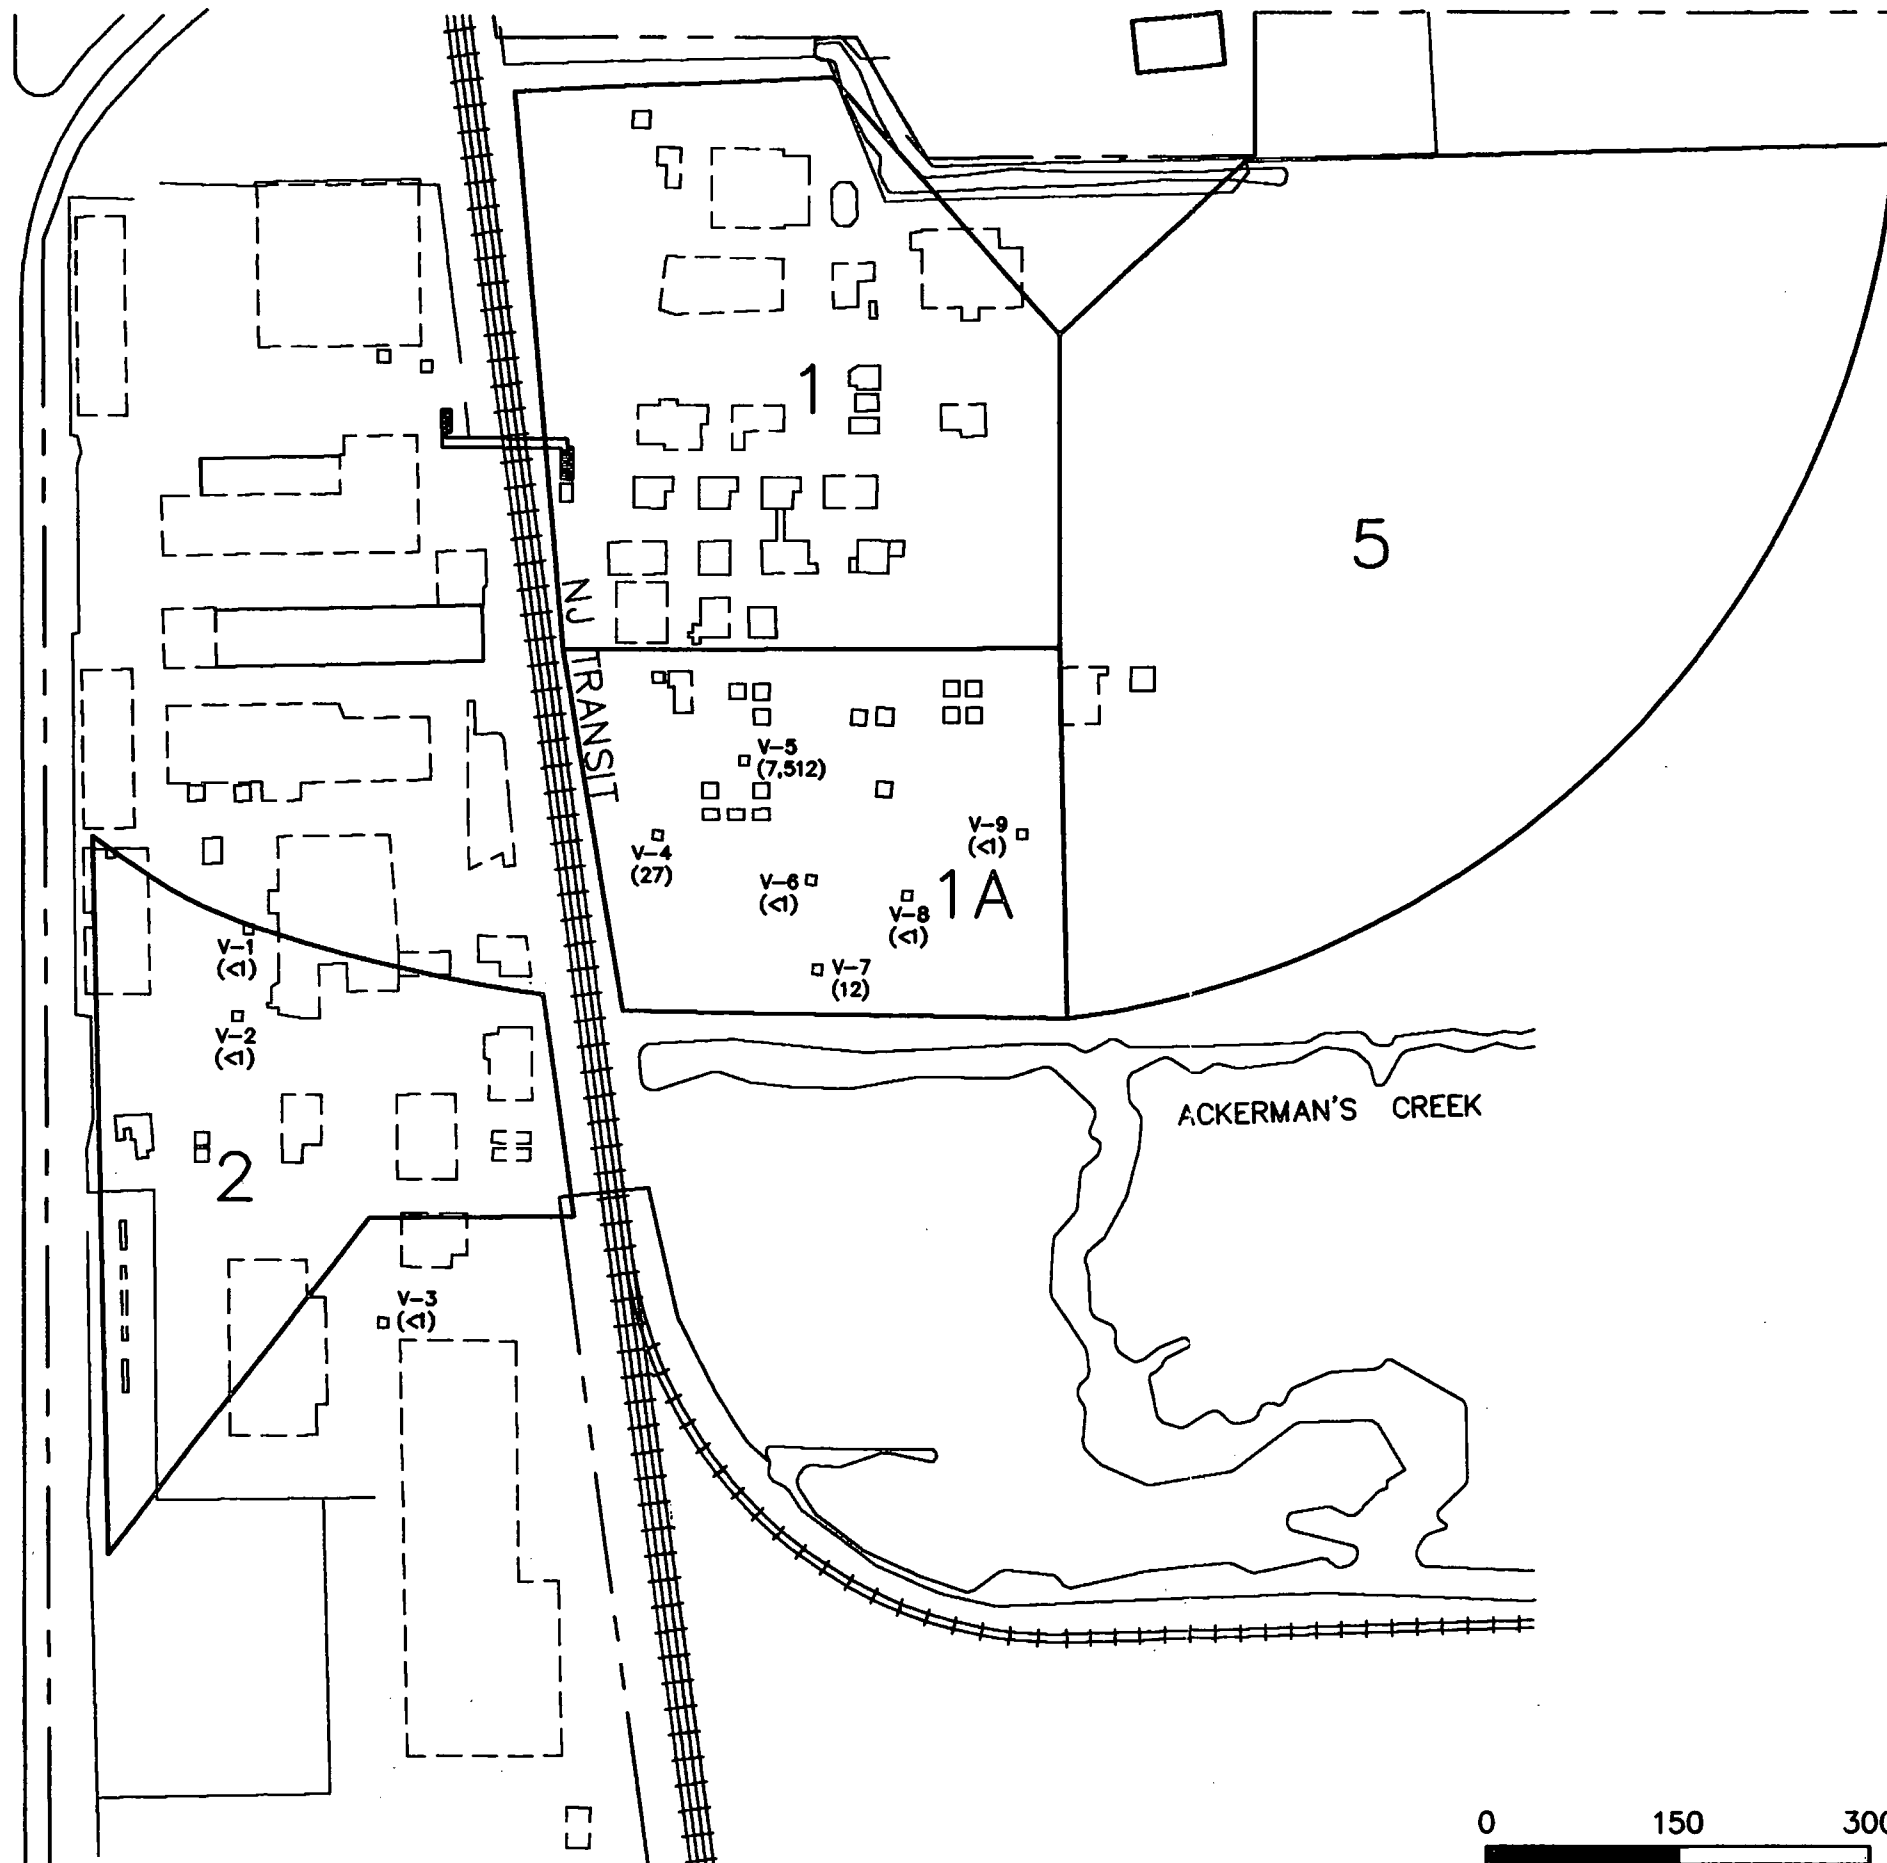 1
5
NJ TRANSIT
V-5
(7,512)
V-9
(<1)
V-4
(27)
V-6
(<1)
1A
V-8
(<1)
V-1
(<1)
V-7
(12)
V-2
(<1)
ACKERMAN'S CREEK
2
V-3
(<1)
0 150 300